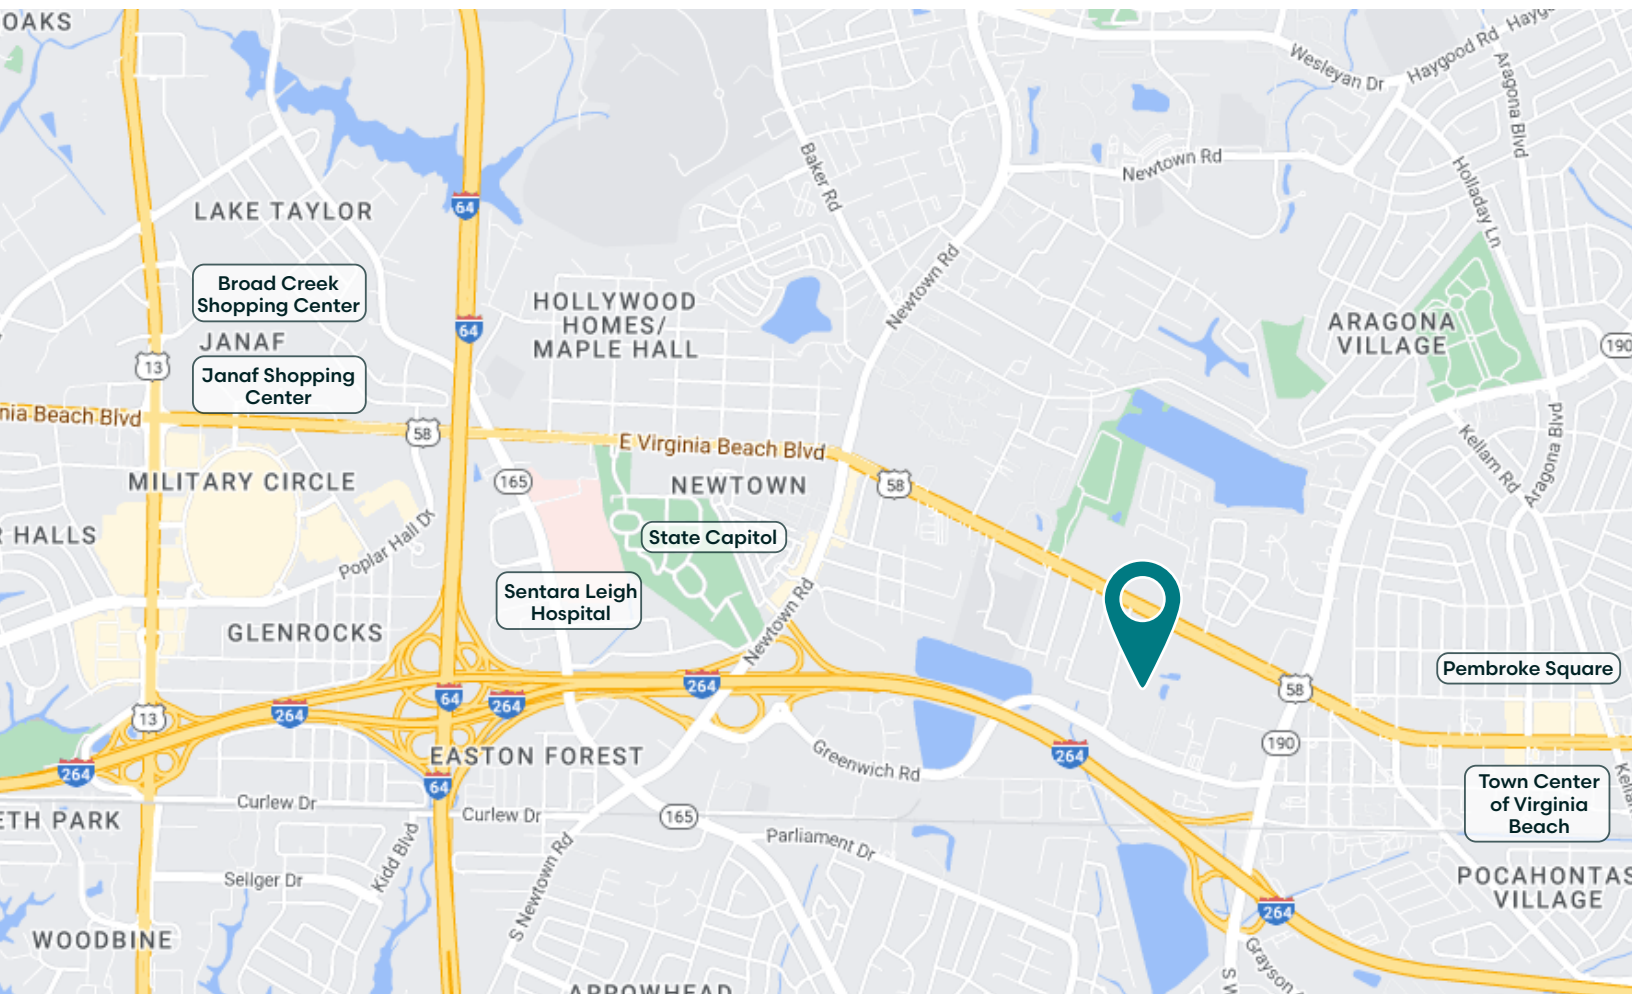 OAKS
Haygood Rd
Wesleyan Dr
Aragona Blvd
Baker Rd
Newtown Rd
Holladay Ln
64
LAKE TAYLOR
Broad Creek
Shopping Center
Newtown Rd
HOLLYWOOD
HOMES/
MAPLE HALL
64
JANAF
ARAGONA
VILLAGE
190
13
Janaf Shopping
Center
nia Beach Blvd
58
E Virginia Beach Blvd
Kellam Rd
Aragona Blvd
MILITARY CIRCLE
165
NEWTOWN
58
HALLS
Poplar Hall Dr
State Capitol
Sentara Leigh
Hospital
GLENROCKS
Newtown Rd
Pembroke Square
264
64
264
264
58
13
190
EASTON FOREST
Greenwich Rd
264
264
64
Town Center
of Virginia
Beach
Curlew Dr
Curlew Dr
165
ETH PARK
Parliament Dr
Kidd Blvd
S Newtown Rd
Sellger Dr
POCAHONTAS
VILLAGE
264
WOODBINE
Grayson
S W
ARROWHEAD